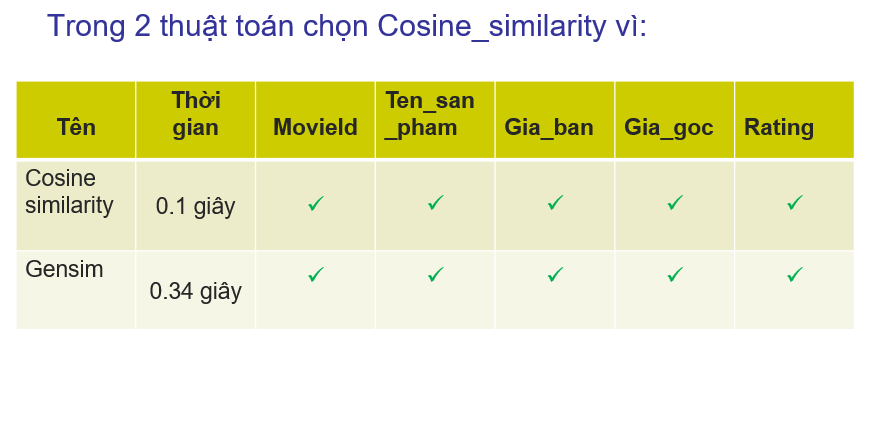 Trong 2 thuật toán chọn Cosine_similarity vì:
Tên Thời gian MovieId Ten_san_pham Gia_ban Gia_goc Rating
Cosine similarity 0.1 giây ✓ ✓ ✓ ✓ ✓
Gensim 0.34 giây ✓ ✓ ✓ ✓ ✓